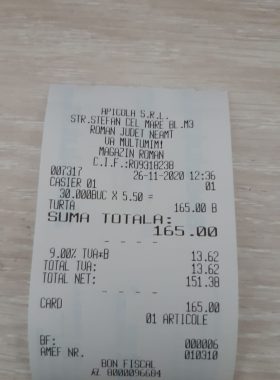 APICOLA S.R.L.
STR.STEFAN CEL MARE BL.M3
ROMAN JUDET NEAMT
VA MULTUMIM!
MAGAZIN ROMAN
C.I.F.:RO9318238
007317 26-11-2020 12:36
CASIER 01 01
30.000BUC X 5.50 =
TURTA 165.00 B
SUMA TOTALA:
165.00
- - - -
9.00% TVA*B 13.62
TOTAL TVA: 13.62
TOTAL NET: 151.38
- - - -
CARD 165.00
01 ARTICOLE
BF: 000006
AMEF NR. 010310
BON FISCAL
8000096684